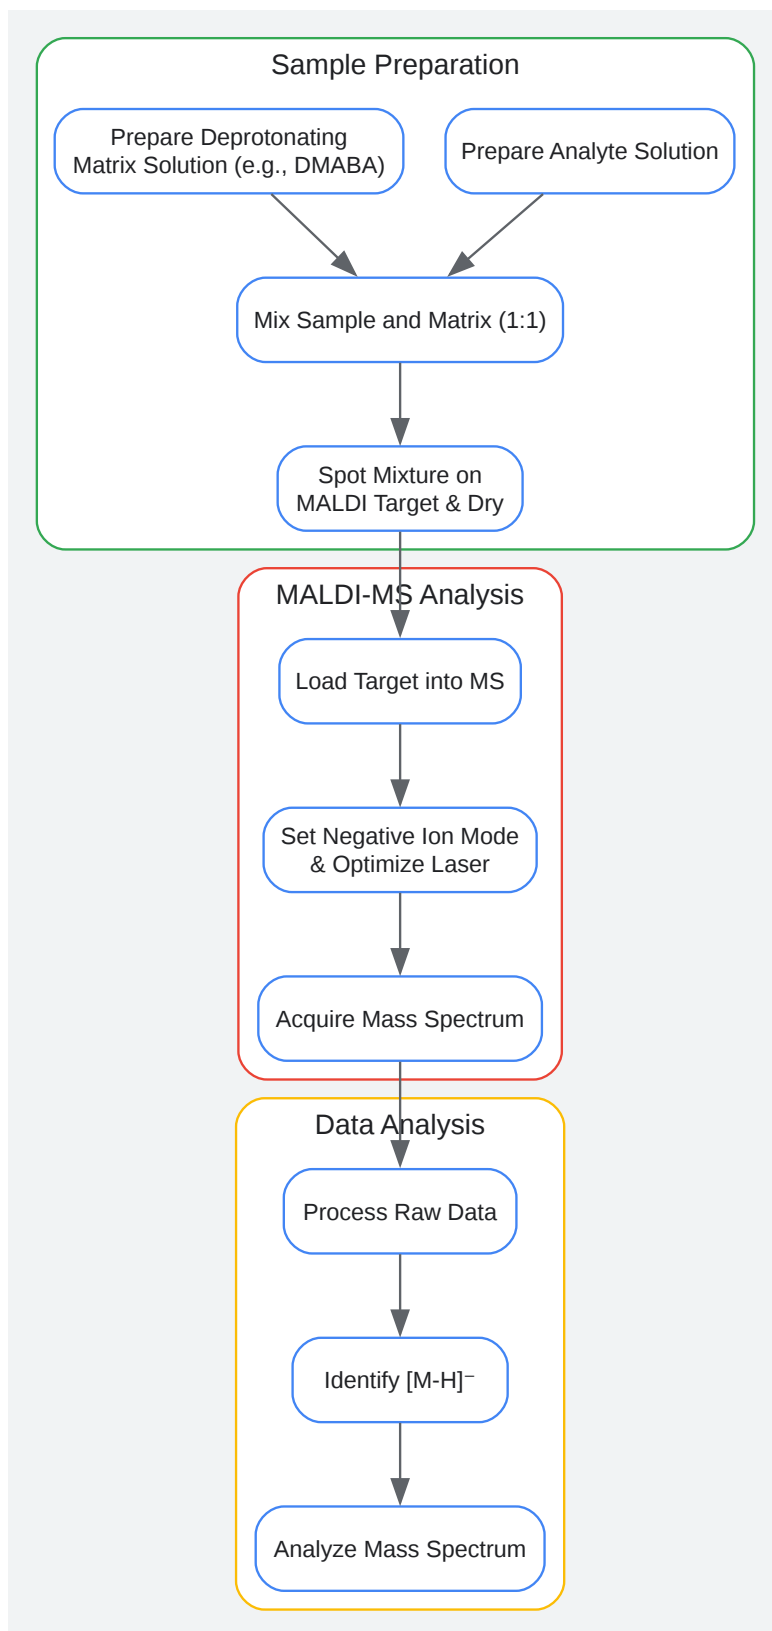 Sample Preparation
Prepare Deprotonating
Matrix Solution (e.g., DMABA)
Prepare Analyte Solution
Mix Sample and Matrix (1:1)
Spot Mixture on
MALDI Target & Dry
MALDI-MS Analysis
Load Target into MS
Set Negative Ion Mode
& Optimize Laser
Acquire Mass Spectrum
Data Analysis
Process Raw Data
Identify [M-H]⁻
Analyze Mass Spectrum